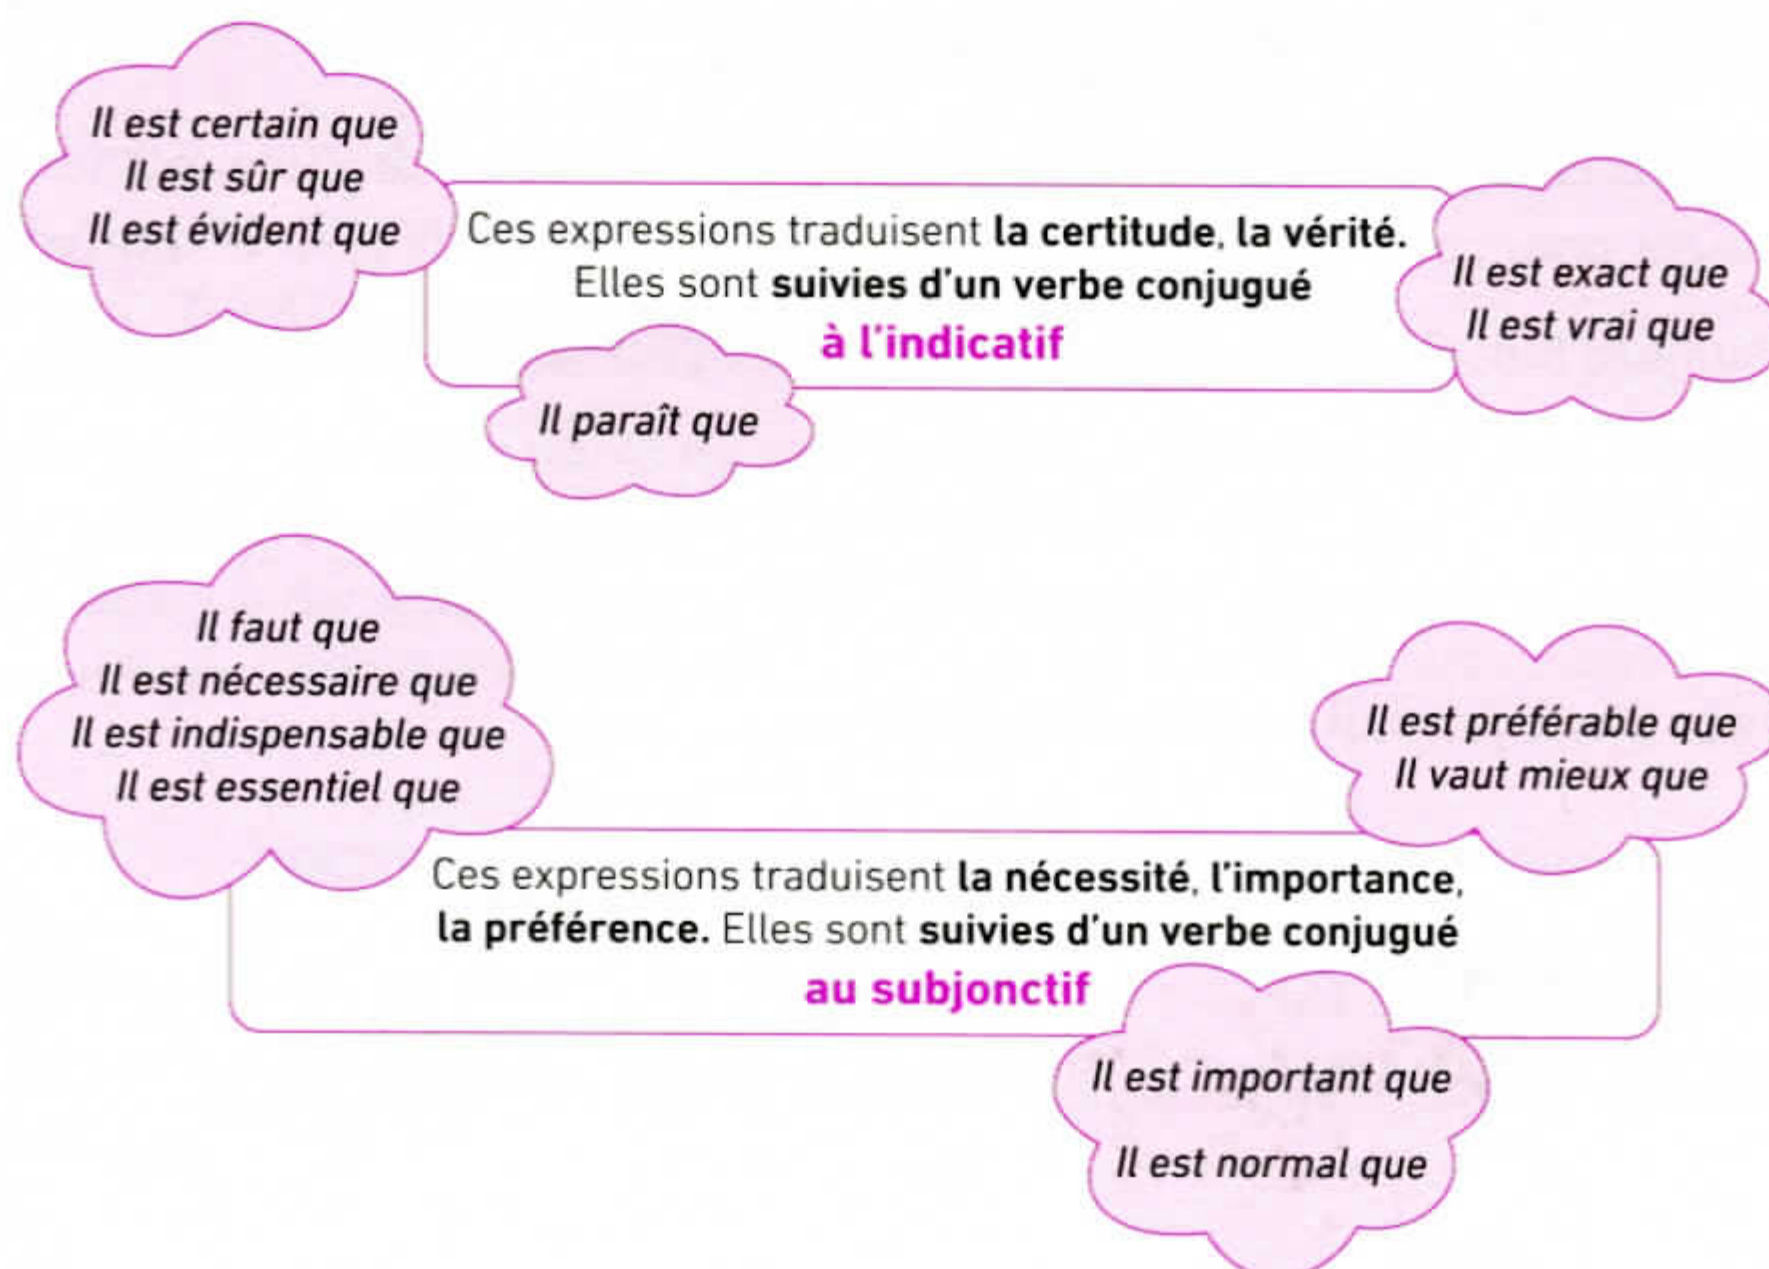 Il est certain que
Il est sûr que
Il est évident que
Ces expressions traduisent la certitude, la vérité.
Elles sont suivies d'un verbe conjugué
à l'indicatif
Il est exact que
Il est vrai que
Il paraît que
Il faut que
Il est nécessaire que
Il est indispensable que
Il est essentiel que
Il est préférable que
Il vaut mieux que
Ces expressions traduisent la nécessité, l'importance,
la préférence. Elles sont suivies d'un verbe conjugué
au subjonctif
Il est important que
Il est normal que